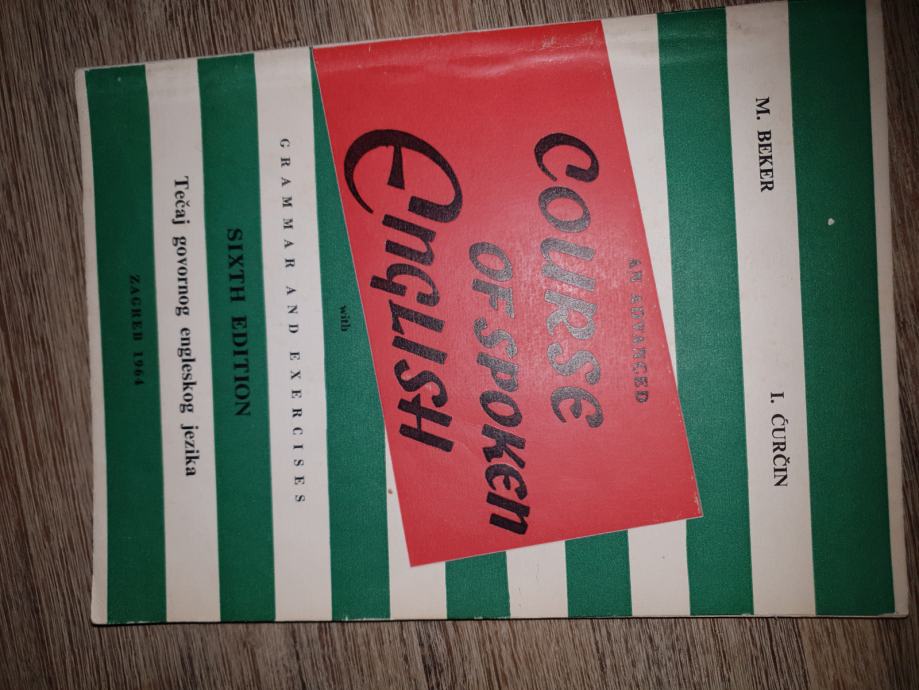 M. BEKER
I. ĆURČIN
AN ADVANCED
COURSE
OF SPOKEN
ENGLISH
with
GRAMMAR AND EXERCISES
SIXTH EDITION
Tečaj govornog engleskog jezika
ZAGREB 1964